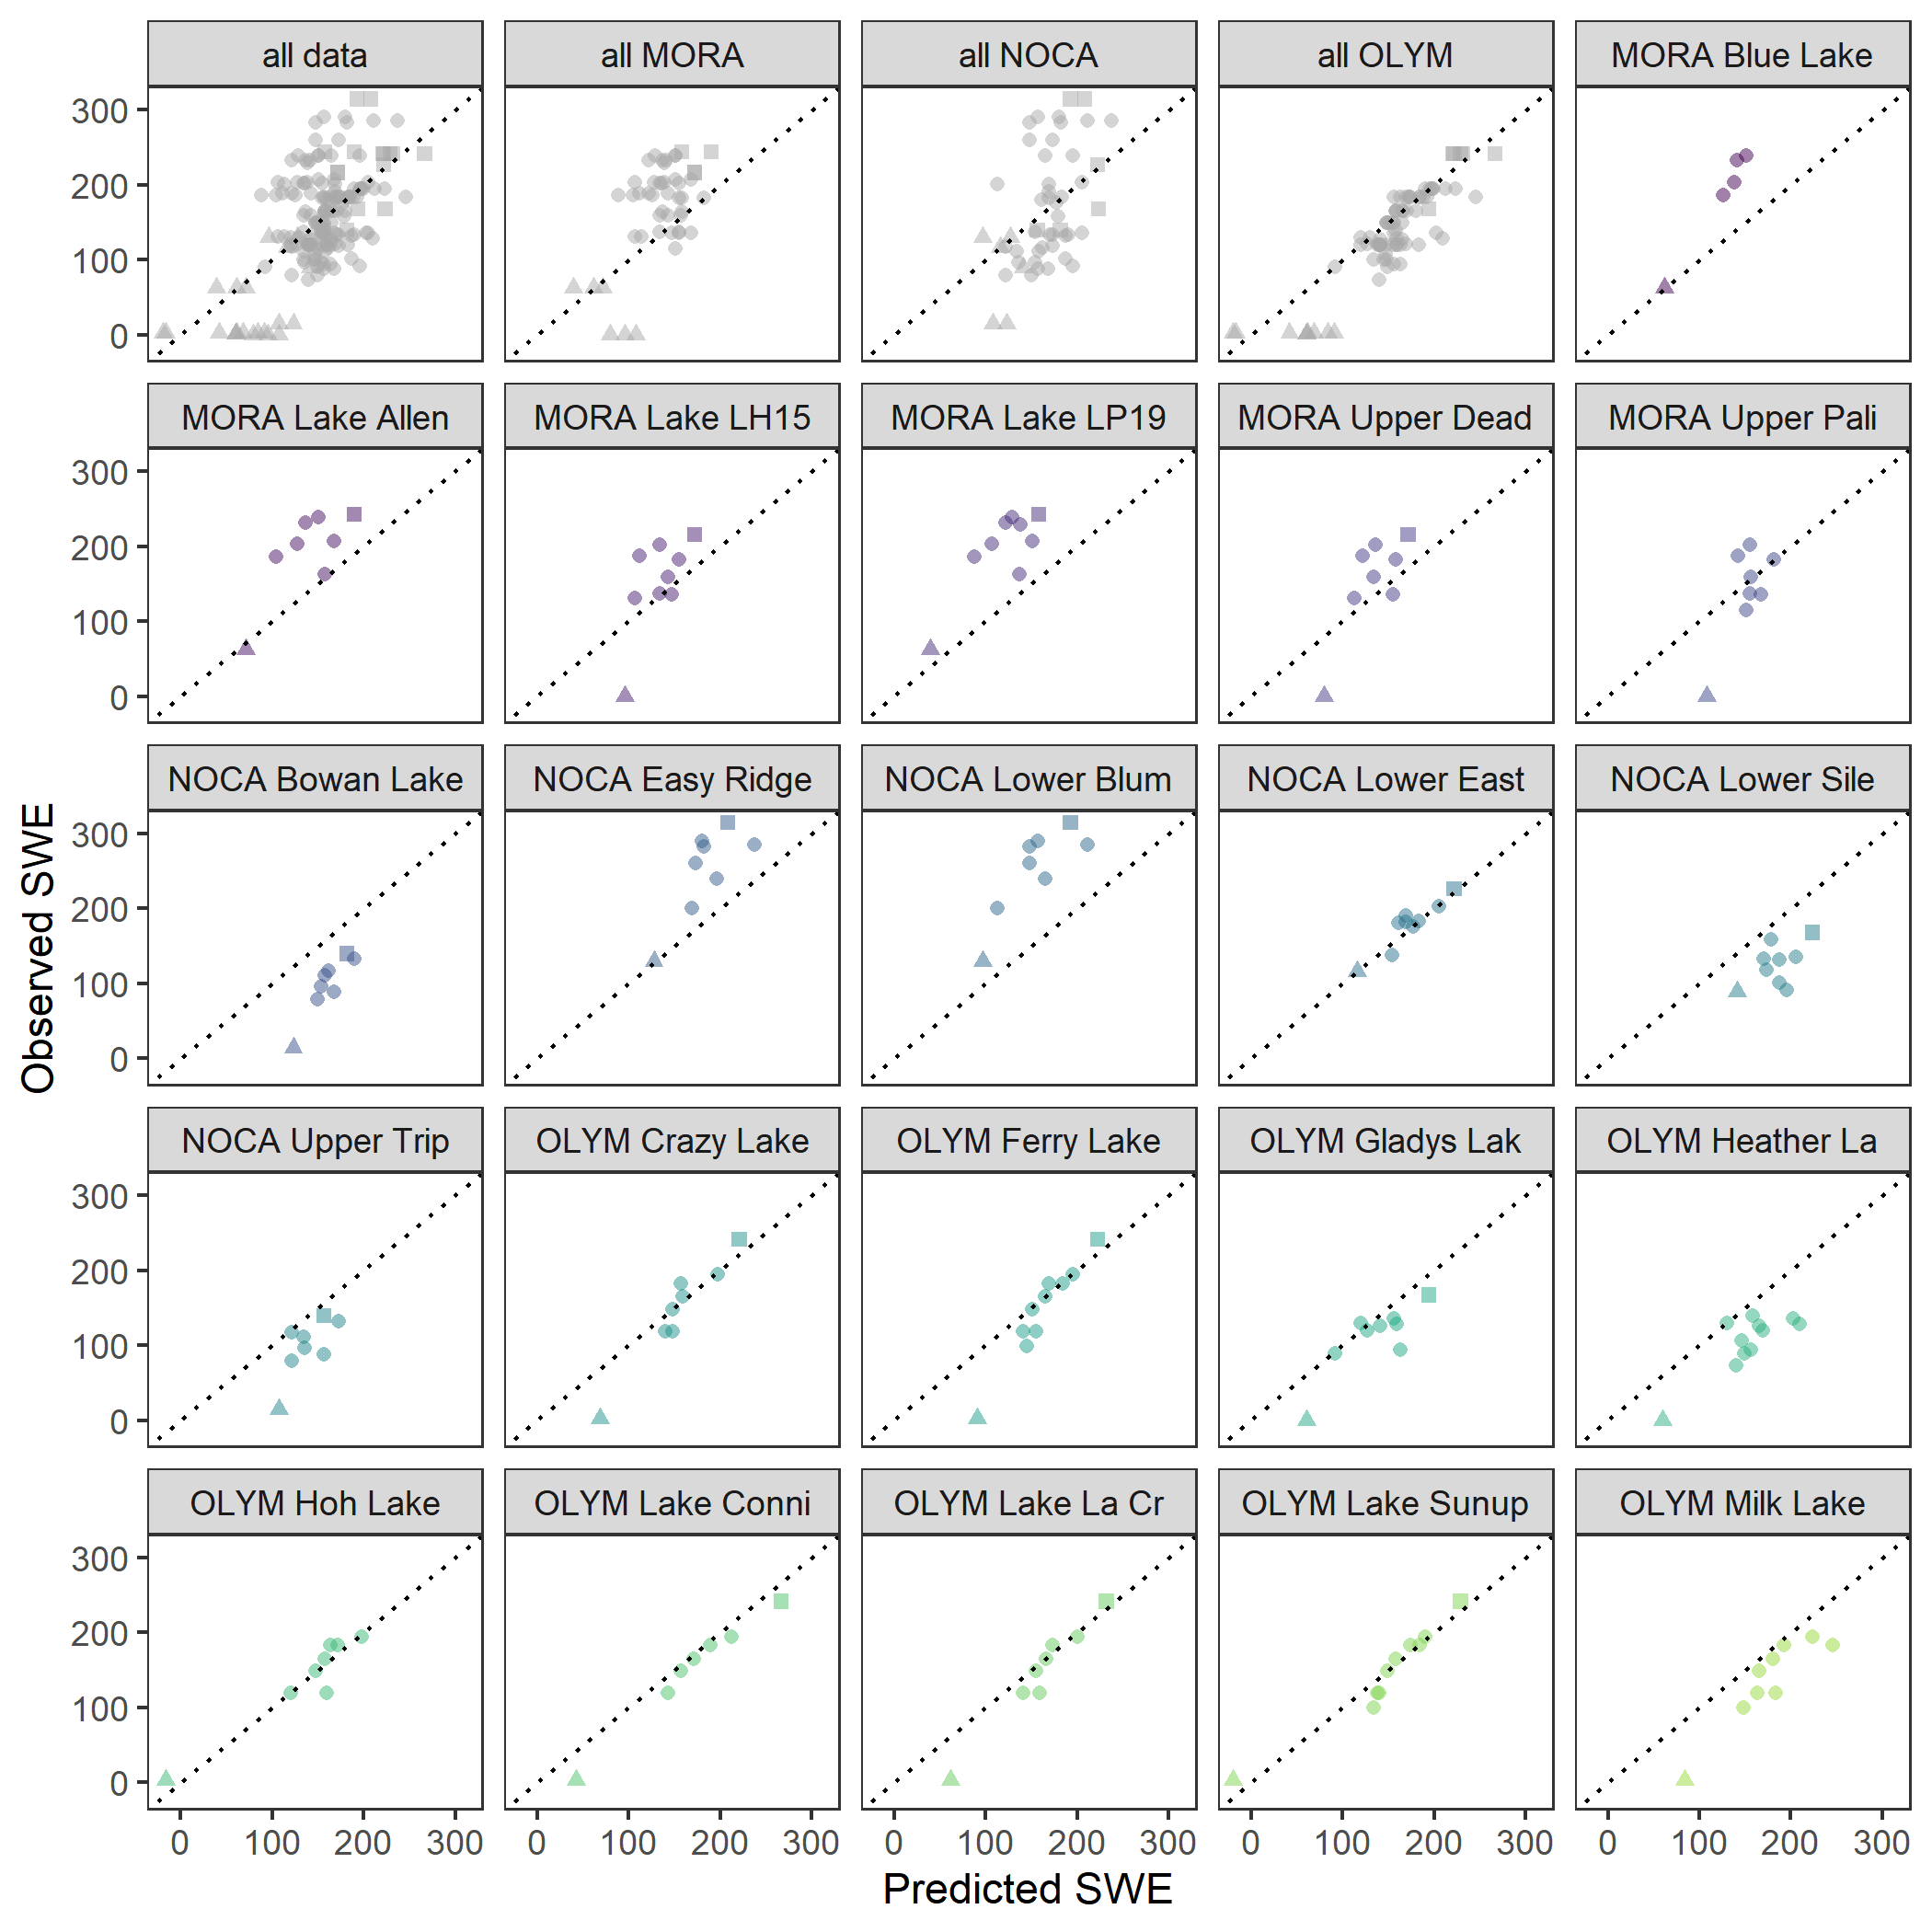 all data
all MORA
all NOCA
all OLYM
MORA Blue Lake
300
200
100
0
MORA Lake Allen
MORA Lake LH15
MORA Lake LP19
MORA Upper Dead
MORA Upper Pali
300
200
100
0
NOCA Bowan Lake
NOCA Easy Ridge
NOCA Lower Blum
NOCA Lower East
NOCA Lower Sile
300
200
100
0
Observed SWE
NOCA Upper Trip
OLYM Crazy Lake
OLYM Ferry Lake
OLYM Gladys Lak
OLYM Heather La
300
200
100
0
OLYM Hoh Lake
OLYM Lake Conni
OLYM Lake La Cr
OLYM Lake Sunup
OLYM Milk Lake
300
200
100
0
0 100 200 300
0 100 200 300
0 100 200 300
0 100 200 300
0 100 200 300
Predicted SWE